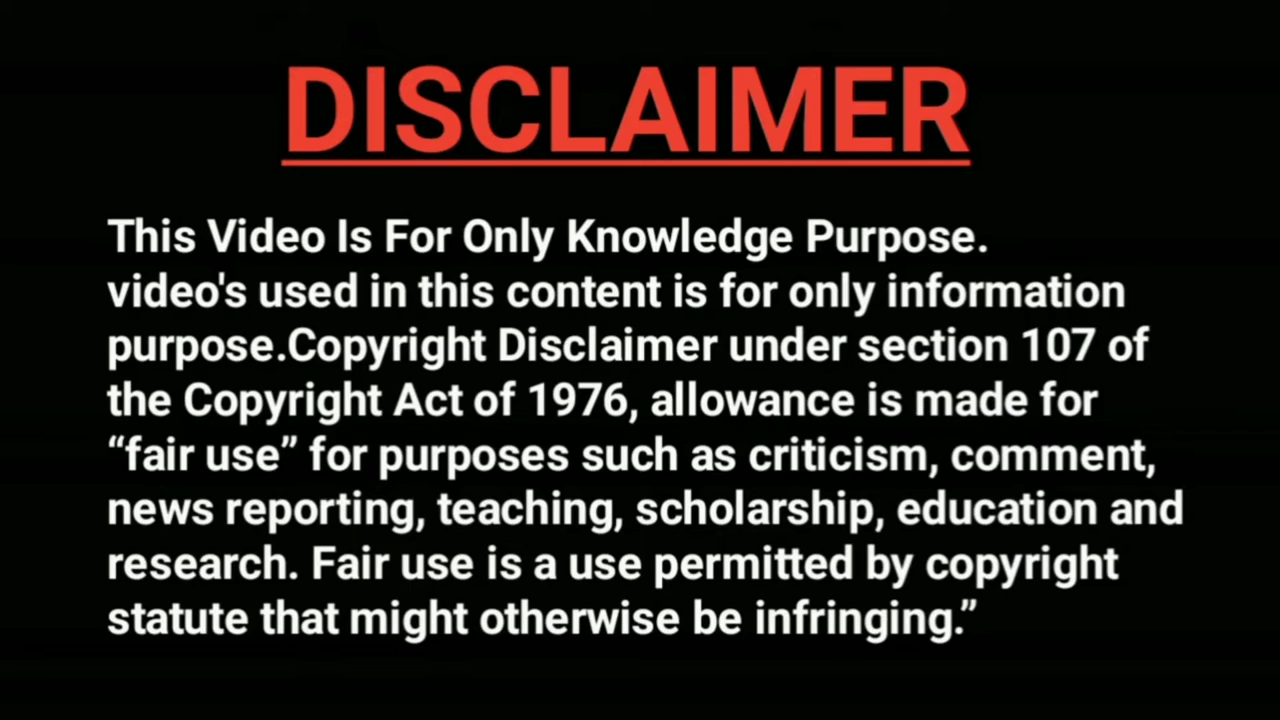 DISCLAIMER
This Video Is For Only Knowledge Purpose.
video's used in this content is for only information
purpose.Copyright Disclaimer under section 107 of
the Copyright Act of 1976, allowance is made for
“fair use” for purposes such as criticism, comment,
news reporting, teaching, scholarship, education and
research. Fair use is a use permitted by copyright
statute that might otherwise be infringing.”